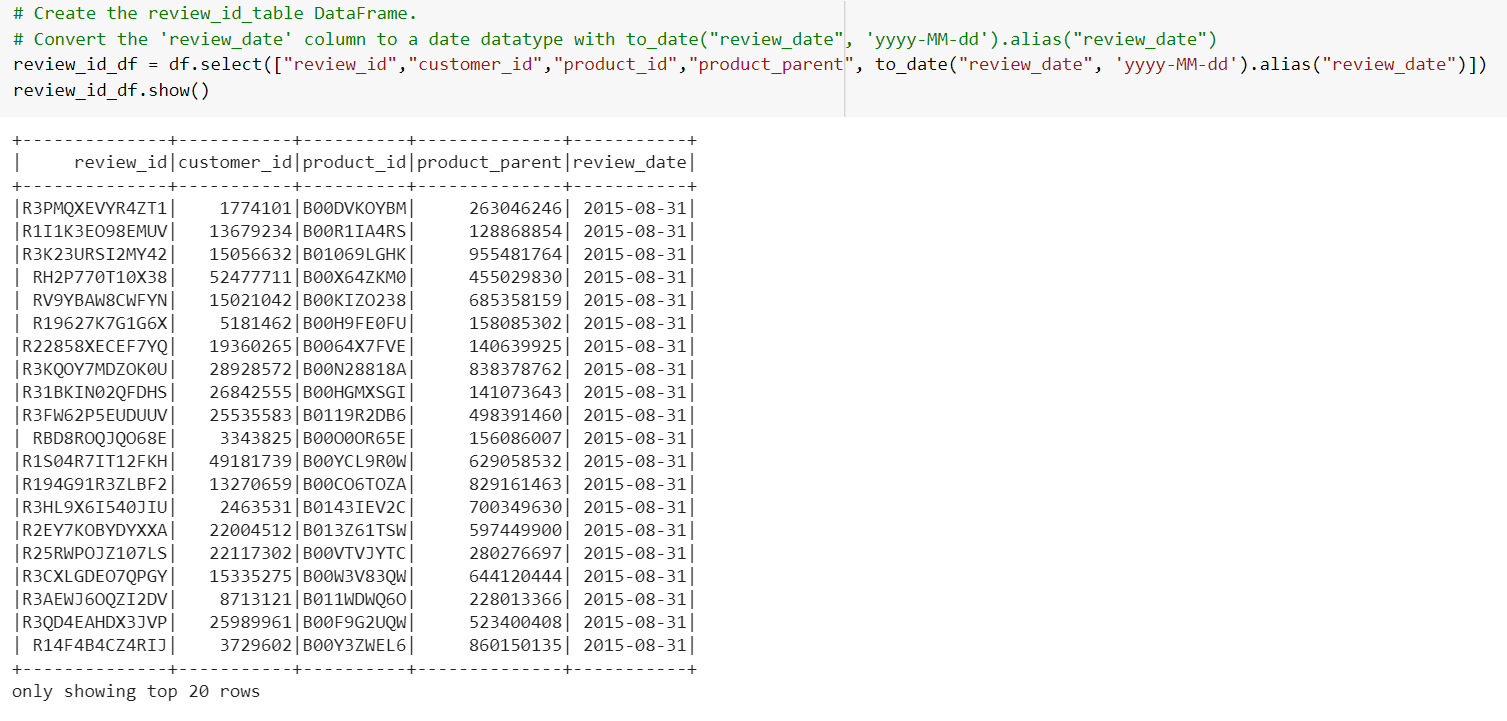 # Create the review_id_table DataFrame.
# Convert the 'review_date' column to a date datatype with to_date("review_date", 'yyyy-MM-dd').alias("review_date")
review_id_df = df.select(["review_id","customer_id","product_id","product_parent", to_date("review_date", 'yyyy-MM-dd').alias("review_date")])
review_id_df.show()
+--------------+-----------+----------+--------------+-----------+
|     review_id|customer_id|product_id|product_parent|review_date|
+--------------+-----------+----------+--------------+-----------+
|R3PMQXEVYR4ZT1|    1774101|B00DVKOYBM|     263046246| 2015-08-31|
|R1I1K3EO98EMUV|   13679234|B00R1IA4RS|     128868854| 2015-08-31|
|R3K23URSI2MY42|   15056632|B01069LGHK|     955481764| 2015-08-31|
| RH2P770T10X38|   52477711|B00X64ZKM0|     455029830| 2015-08-31|
| RV9YBAW8CWFYN|   15021042|B00KIZO238|     685358159| 2015-08-31|
| R19627K7G1G6X|    5181462|B00H9FE0FU|     158085302| 2015-08-31|
|R22858XECEF7YQ|   19360265|B0064X7FVE|     140639925| 2015-08-31|
|R3KQOY7MDZOK0U|   28928572|B00N28818A|     838378762| 2015-08-31|
|R31BKIN02QFDHS|   26842555|B00HGMXSGI|     141073643| 2015-08-31|
|R3FW62P5EUDUUV|   25535583|B0119R2DB6|     498391460| 2015-08-31|
| RBD8ROQJQO68E|    3343825|B00O0OR65E|     156086007| 2015-08-31|
|R1S04R7IT12FKH|   49181739|B00YCL9R0W|     629058532| 2015-08-31|
|R194G91R3ZLBF2|   13270659|B00CO6TOZA|     829161463| 2015-08-31|
|R3HL9X6I540JIU|    2463531|B0143IEV2C|     700349630| 2015-08-31|
|R2EY7KOBYDYXXA|   22004512|B013Z61TSW|     597449900| 2015-08-31|
|R25RWPOJZ107LS|   22117302|B00VTVJYTC|     280276697| 2015-08-31|
|R3CXLGDEO7QPGY|   15335275|B00W3V83QW|     644120444| 2015-08-31|
|R3AEWJ6OQZI2DV|    8713121|B011WDWQ6O|     228013366| 2015-08-31|
|R3QD4EAHDX3JVP|   25989961|B00F9G2UQW|     523400408| 2015-08-31|
| R14F4B4CZ4RIJ|    3729602|B00Y3ZWEL6|     860150135| 2015-08-31|
+--------------+-----------+----------+--------------+-----------+
only showing top 20 rows